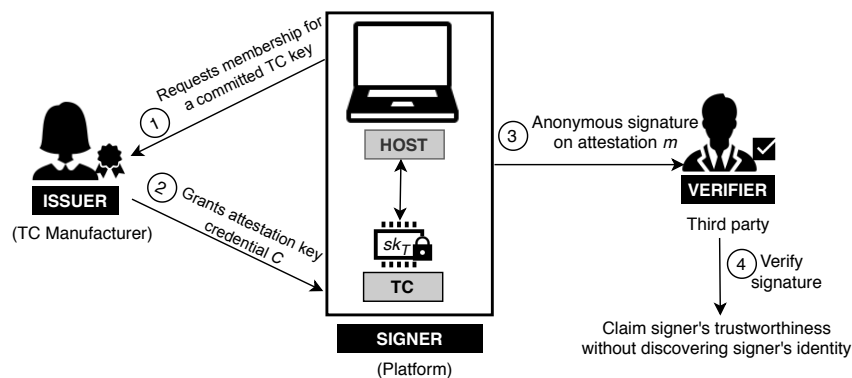 Requests membership for
a committed TC key
1
ISSUER
(TC Manufacturer)
2
Grants attestation key
credential C
HOST
skT
TC
SIGNER
(Platform)
3
Anonymous signature
on attestation m
VERIFIER
Third party
4
Verify
signature
Claim signer's trustworthiness
without discovering signer's identity